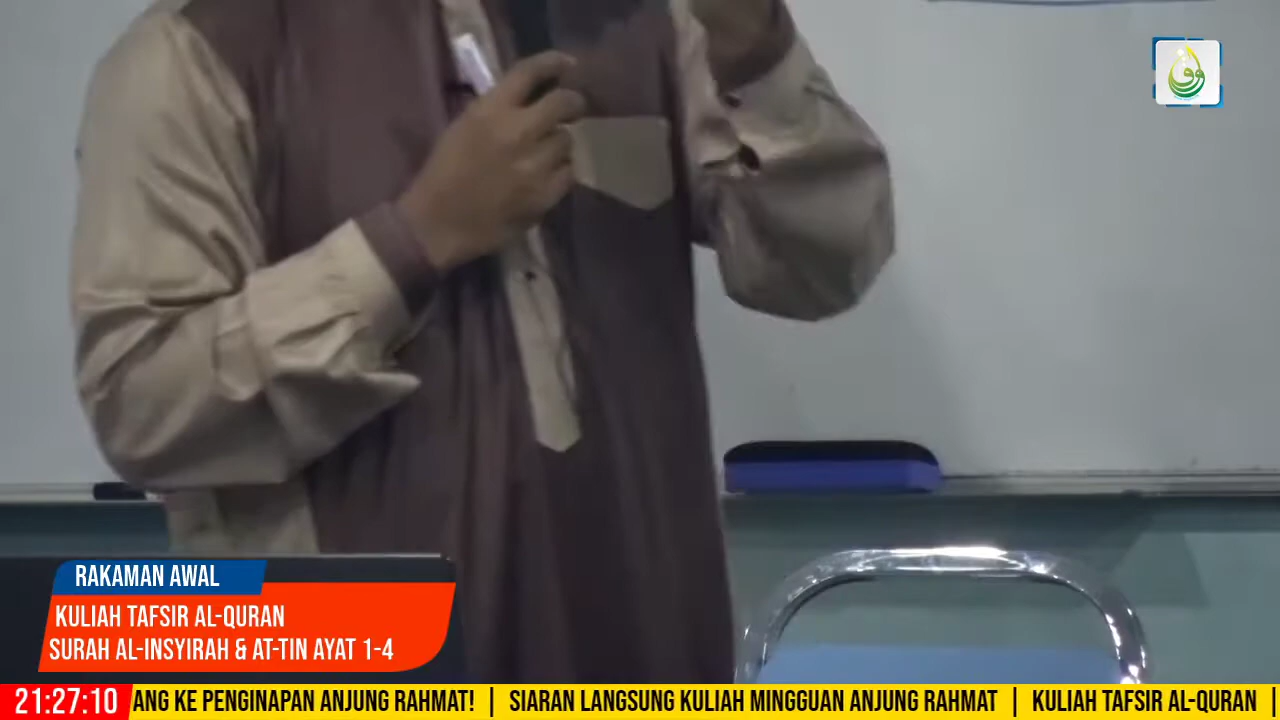 RAKAMAN AWAL
KULIAH TAFSIR AL-QURAN
SURAH AL-INSYIRAH & AT-TIN AYAT 1-4
21:27:10 ANG KE PENGINAPAN ANJUNG RAHMAT! | SIARAN LANGSUNG KULIAH MINGGUAN ANJUNG RAHMAT | KULIAH TAFSIR AL-QURAN |